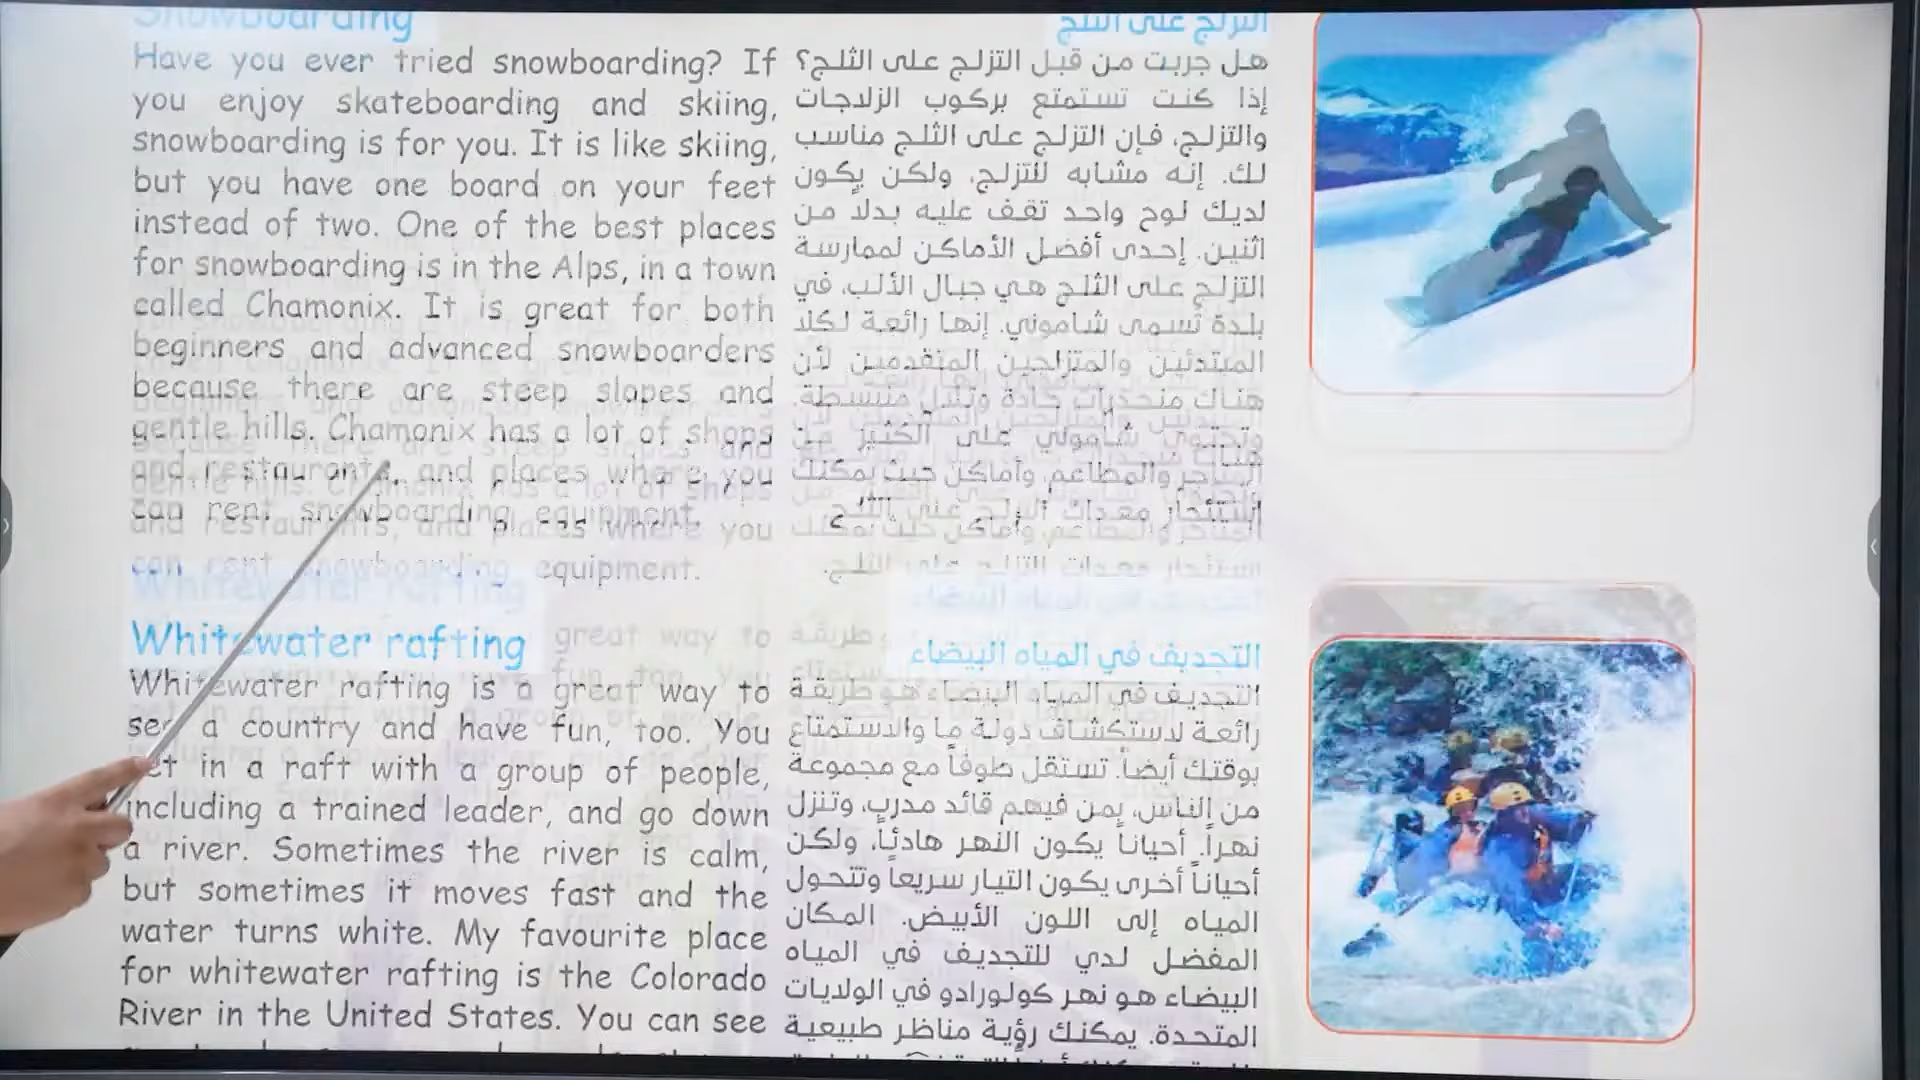 Snowboarding
Have you ever tried snowboarding? If
you enjoy skateboarding and skiing,
snowboarding is for you. It is like skiing,
but you have one board on your feet
instead of two. One of the best places
for snowboarding is in the Alps, in a town
called Chamonix. It is great for both
beginners and advanced snowboarders
because there are steep slopes and
gentle hills. Chamonix has a lot of shops
and restaurants, and places where you
can rent snowboarding equipment.
التزلج على الثلج
هل جربت من قبل التزلج على الثلج؟
إذا كنت تستمتع بركوب الزلاجات
والتزلج، فإن التزلج على الثلج مناسب
لك. إنه مشابه للتزلج، ولكن يكون
لديك لوح واحد تقف عليه بدلا من
اثنين. إحدى أفضل الأماكن لممارسة
التزلج على الثلج هي جبال الألب، في
بلدة تسمى شاموني. إنها رائعة لكلا
المبتدئين والمتزلجين المتقدمين لأن
هناك منحدرات حادة وتلال منبسطة.
وتحتوي شاموني على الكثير من
المتاجر والمطاعم، وأماكن حيث يمكنك
استئجار معدات التزلج على الثلج.
Whitewater rafting
Whitewater rafting is a great way to
see a country and have fun, too. You
get in a raft with a group of people,
including a trained leader, and go down
a river. Sometimes the river is calm,
but sometimes it moves fast and the
water turns white. My favourite place
for whitewater rafting is the Colorado
River in the United States. You can see
التجديف في المياه البيضاء
التجديف في المياه البيضاء هو طريقة
رائعة لاستكشاف دولة ما والاستمتاع
بوقتك أيضاً. تستقل طوفاً مع مجموعة
من الناس، بمن فيهم قائد مدرب، وتنزل
نهراً. أحياناً يكون النهر هادئاً، ولكن
أحياناً أخرى يكون التيار سريعاً وتتحول
المياه إلى اللون الأبيض. المكان
المفضل لدي للتجديف في المياه
البيضاء هو نهر كولورادو في الولايات
المتحدة. يمكنك رؤية مناظر طبيعية